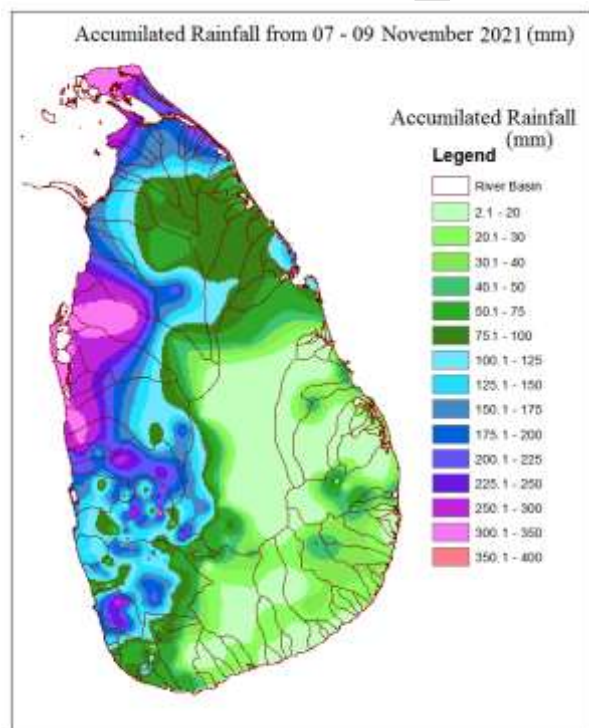 Accumilated Rainfall from 07 - 09 November 2021 (mm)
Accumilated Rainfall
(mm)
Legend
River Basin
2.1 - 20
20.1 - 30
30.1 - 40
40.1 - 50
50.1 - 75
75.1 - 100
100.1 - 125
125.1 - 150
150.1 - 175
175.1 - 200
200.1 - 225
225.1 - 250
250.1 - 300
300.1 - 350
350.1 - 400